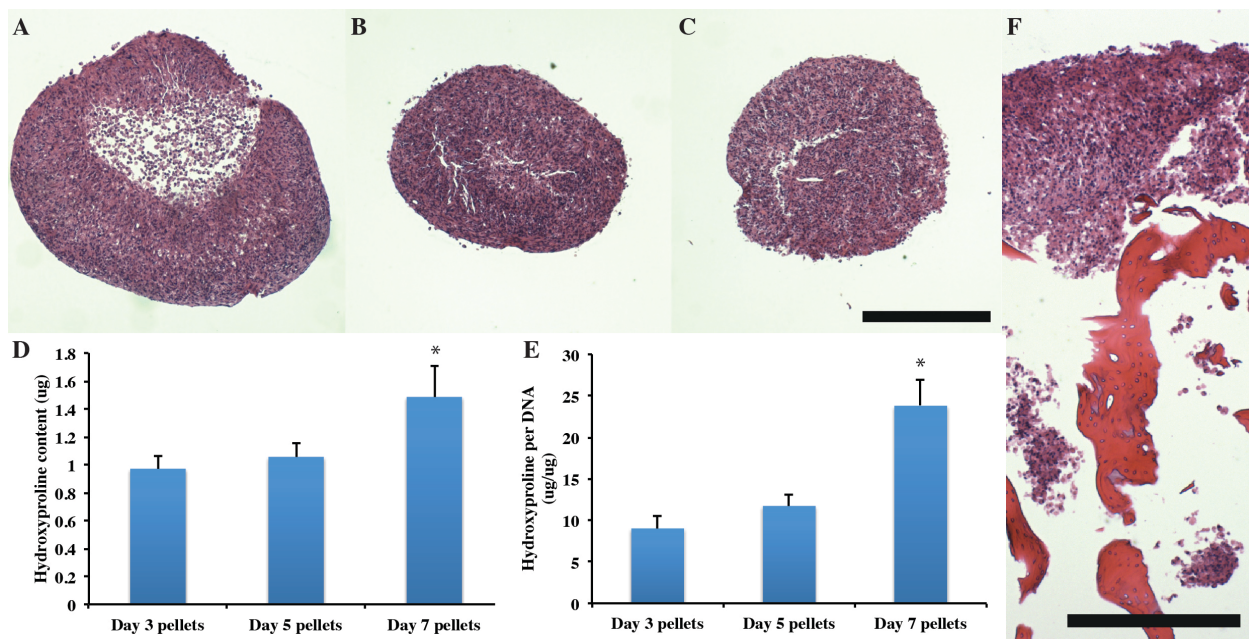 A
B
C
F
D
Hydroxyproline content (ug)
1.8
1.6
1.4
1.2
1
0.8
0.6
0.4
0.2
0
*
Day 3 pellets
Day 5 pellets
Day 7 pellets
E
Hydroxyproline per DNA
(ug/ug)
30
25
20
15
10
5
0
*
Day 3 pellets
Day 5 pellets
Day 7 pellets